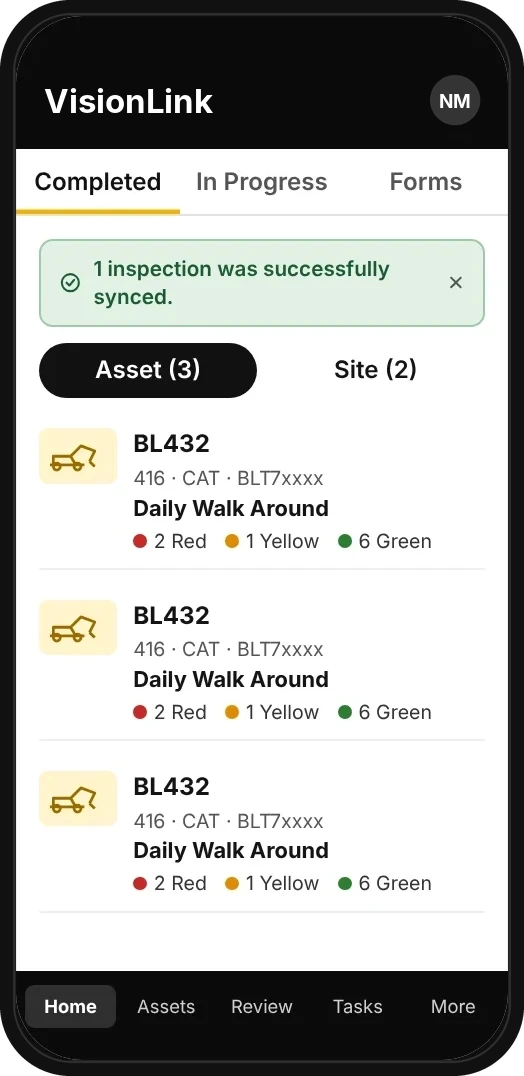 VisionLink
NM
Completed
In Progress
Forms
1 inspection was successfully
synced.
Asset (3)
Site (2)
BL432
416 · CAT · BLT7xxxx
Daily Walk Around
2 Red
1 Yellow
6 Green
BL432
416 · CAT · BLT7xxxx
Daily Walk Around
2 Red
1 Yellow
6 Green
BL432
416 · CAT · BLT7xxxx
Daily Walk Around
2 Red
1 Yellow
6 Green
Home
Assets
Review
Tasks
More